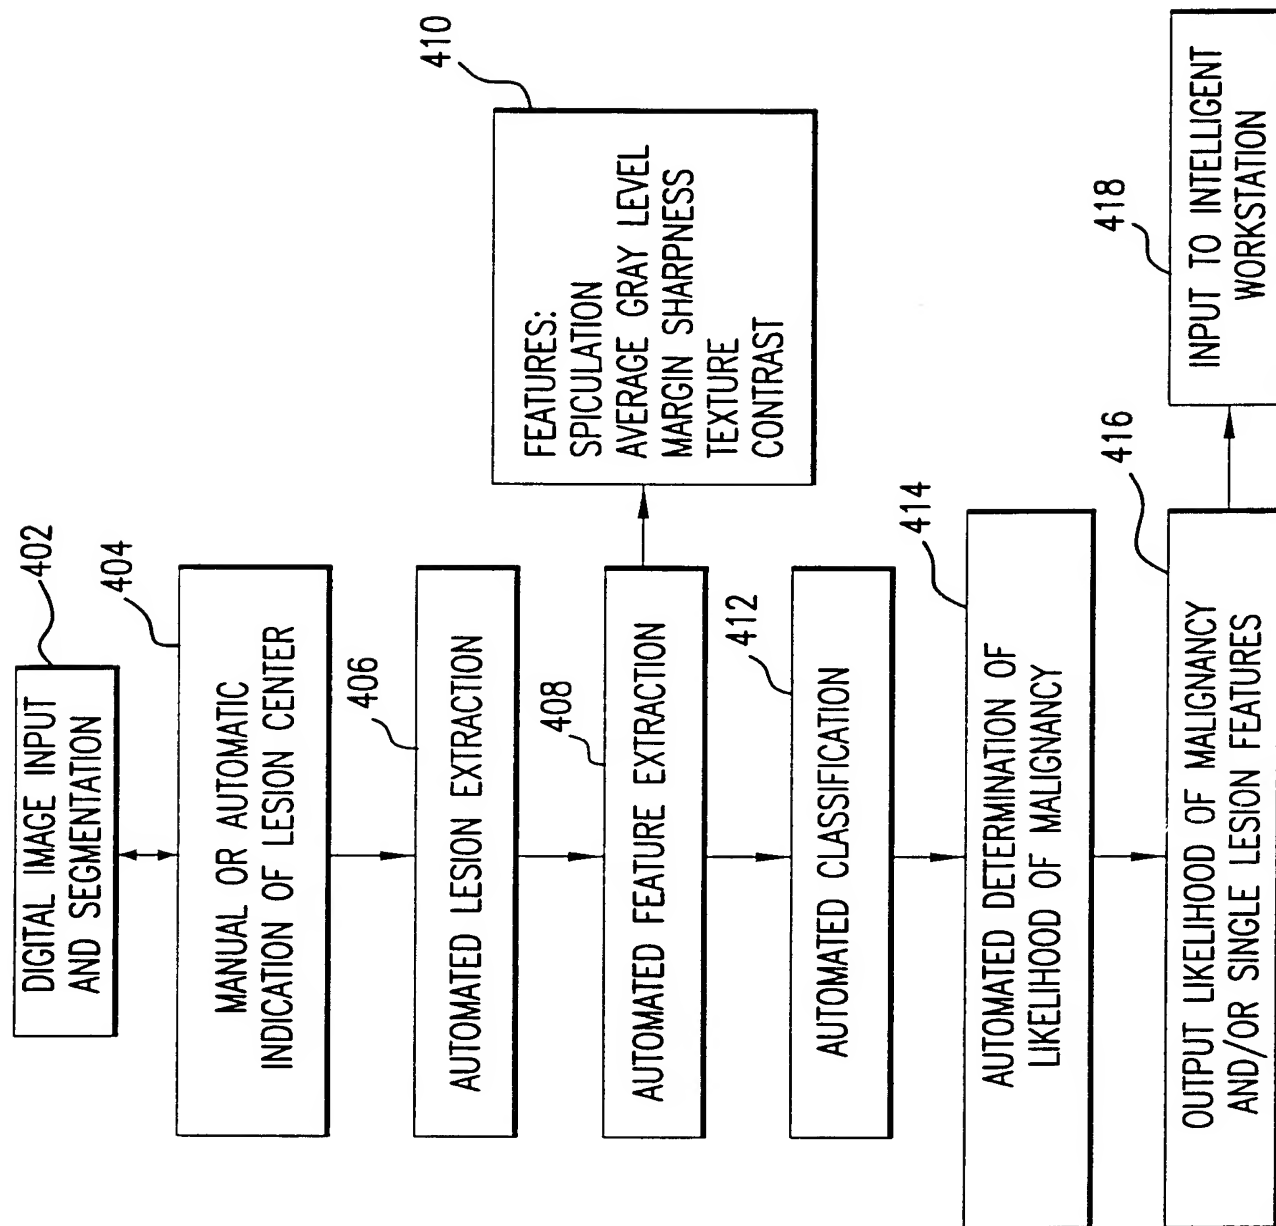 402
DIGITAL IMAGE INPUT
AND SEGMENTATION
404
MANUAL OR AUTOMATIC
INDICATION OF LESION CENTER
406
AUTOMATED LESION EXTRACTION
408
AUTOMATED FEATURE EXTRACTION
410
FEATURES:
SPICULATION
AVERAGE GRAY LEVEL
MARGIN SHARPNESS
TEXTURE
CONTRAST
412
AUTOMATED CLASSIFICATION
414
AUTOMATED DETERMINATION OF
LIKELIHOOD OF MALIGNANCY
416
OUTPUT LIKELIHOOD OF MALIGNANCY
AND/OR SINGLE LESION FEATURES
418
INPUT TO INTELLIGENT
WORKSTATION